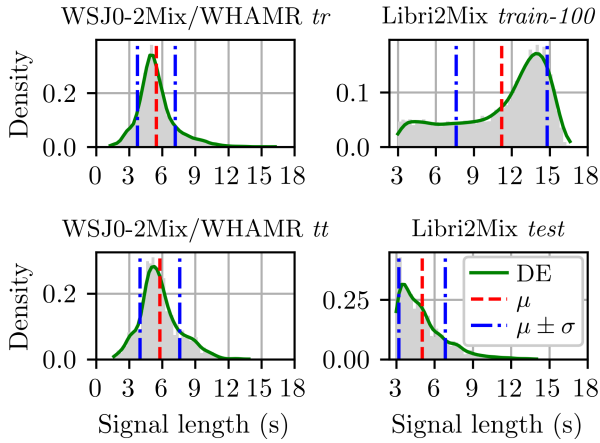 WSJ0-2Mix/WHAMR tr
Libri2Mix train-100
Density
0.2
0.0
0 3 6 9 12 15 18
0.1
0.0
3 6 9 12 15 18
WSJ0-2Mix/WHAMR tt
Libri2Mix test
Density
0.2
0.0
0 3 6 9 12 15 18
Signal length (s)
0.25
0.00
3 6 9 12 15 18
Signal length (s)
DE
μ
μ ± σ